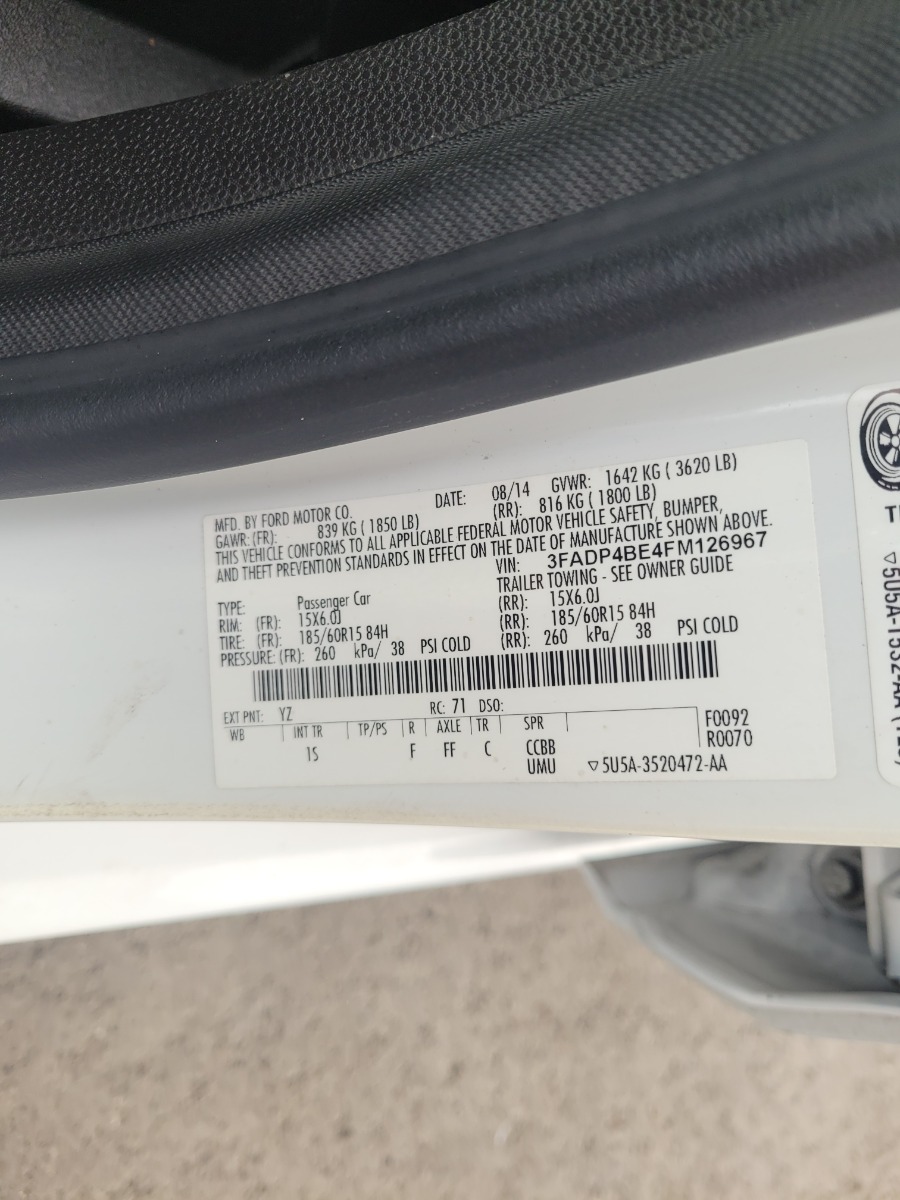 MFD. BY FORD MOTOR CO. DATE: 08/14 GVWR: 1642 KG ( 3620 LB)
GAWR: (FR): 839 KG ( 1850 LB) (RR): 816 KG ( 1800 LB)
THIS VEHICLE CONFORMS TO ALL APPLICABLE FEDERAL MOTOR VEHICLE SAFETY, BUMPER,
AND THEFT PREVENTION STANDARDS IN EFFECT ON THE DATE OF MANUFACTURE SHOWN ABOVE.
VIN: 3FADP4BE4FM126967
TYPE: Passenger Car TRAILER TOWING - SEE OWNER GUIDE
RIM: (FR): 15X6.0J (RR): 15X6.0J
TIRE: (FR): 185/60R15 84H (RR): 185/60R15 84H
PRESSURE: (FR): 260 kPa/ 38 PSI COLD (RR): 260 kPa/ 38 PSI COLD
EXT PNT: YZ RC: 71 DSO: F0092
WB INT TR TP/PS R AXLE TR SPR R0070
IS F FF C CCBB
UMU ▽5U5A-3520472-AA